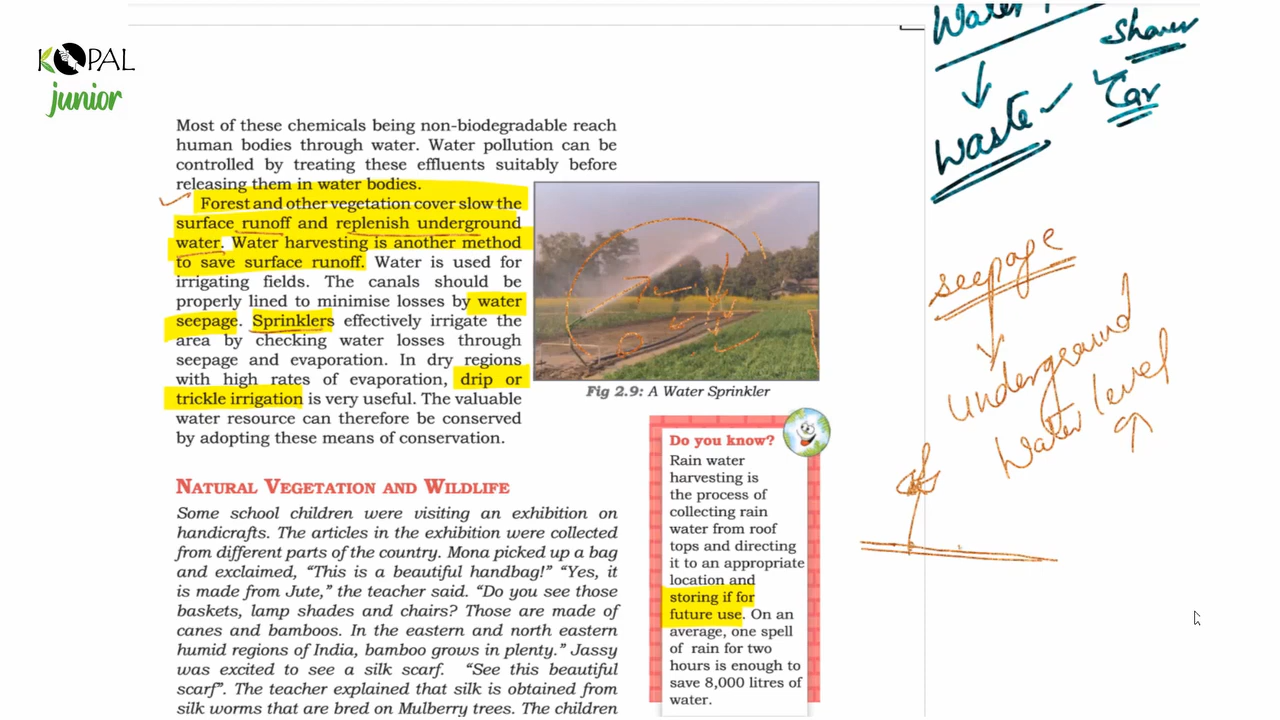 KOPAL
junior
Most of these chemicals being non-biodegradable reach
human bodies through water. Water pollution can be
controlled by treating these effluents suitably before
releasing them in water bodies.
Forest and other vegetation cover slow the
surface runoff and replenish underground
water. Water harvesting is another method
to save surface runoff. Water is used for
irrigating fields. The canals should be
properly lined to minimise losses by water
seepage. Sprinklers effectively irrigate the
area by checking water losses through
seepage and evaporation. In dry regions
with high rates of evaporation, drip or
trickle irrigation is very useful. The valuable
water resource can therefore be conserved
by adopting these means of conservation.
Fig 2.9: A Water Sprinkler
NATURAL VEGETATION AND WILDLIFE
Some school children were visiting an exhibition on
handicrafts. The articles in the exhibition were collected
from different parts of the country. Mona picked up a bag
and exclaimed, “This is a beautiful handbag!” “Yes, it
is made from Jute,” the teacher said. “Do you see those
baskets, lamp shades and chairs? Those are made of
canes and bamboos. In the eastern and north eastern
humid regions of India, bamboo grows in plenty.” Jassy
was excited to see a silk scarf. “See this beautiful
scarf”. The teacher explained that silk is obtained from
silk worms that are bred on Mulberry trees. The children
Do you know?
Rain water
harvesting is
the process of
collecting rain
water from roof
tops and directing
it to an appropriate
location and
storing if for
future use. On an
average, one spell
of rain for two
hours is enough to
save 8,000 litres of
water.
Water
Shower
Car
Waste
seepage
underground
Water level